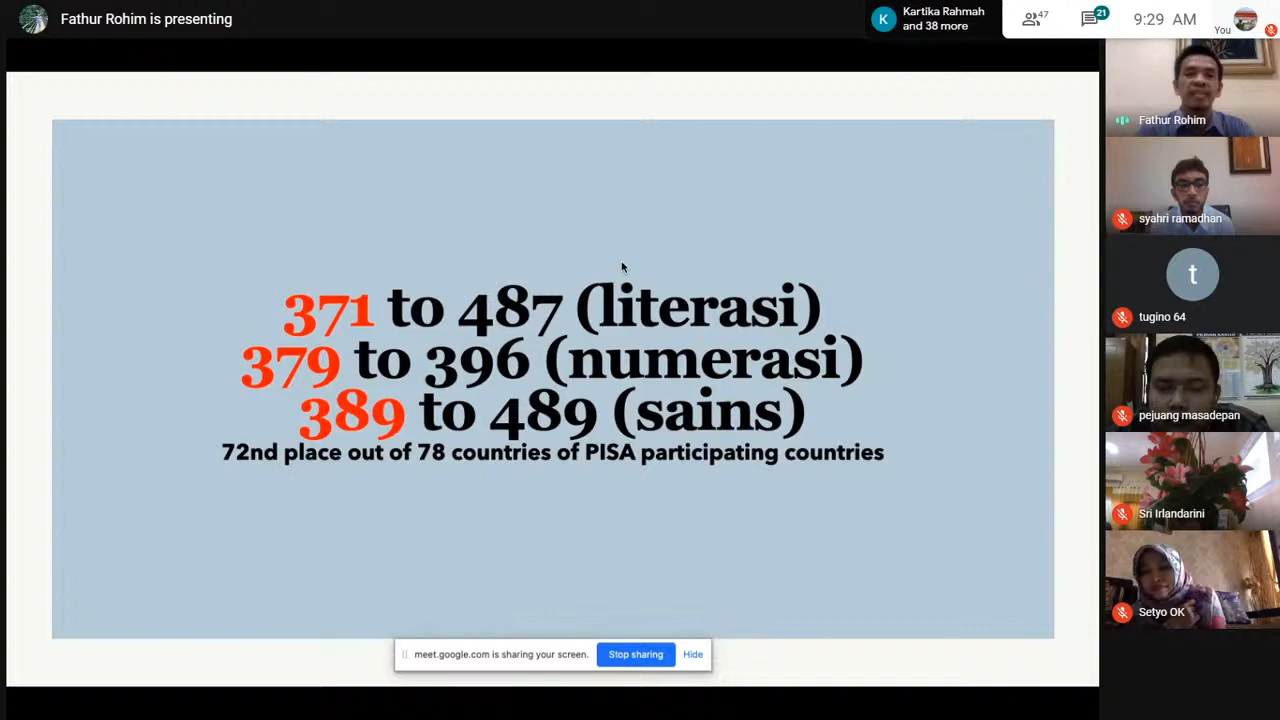 Fathur Rohim is presenting
K
Kartika Rahmah
and 38 more
47
21
9:29 AM
You
371 to 487 (literasi)
379 to 396 (numerasi)
389 to 489 (sains)
72nd place out of 78 countries of PISA participating countries
meet.google.com is sharing your screen.
Stop sharing
Hide
Fathur Rohim
syahri ramadhan
t
tugino 64
pejuang masadepan
Sri Irlandarini
Setyo OK